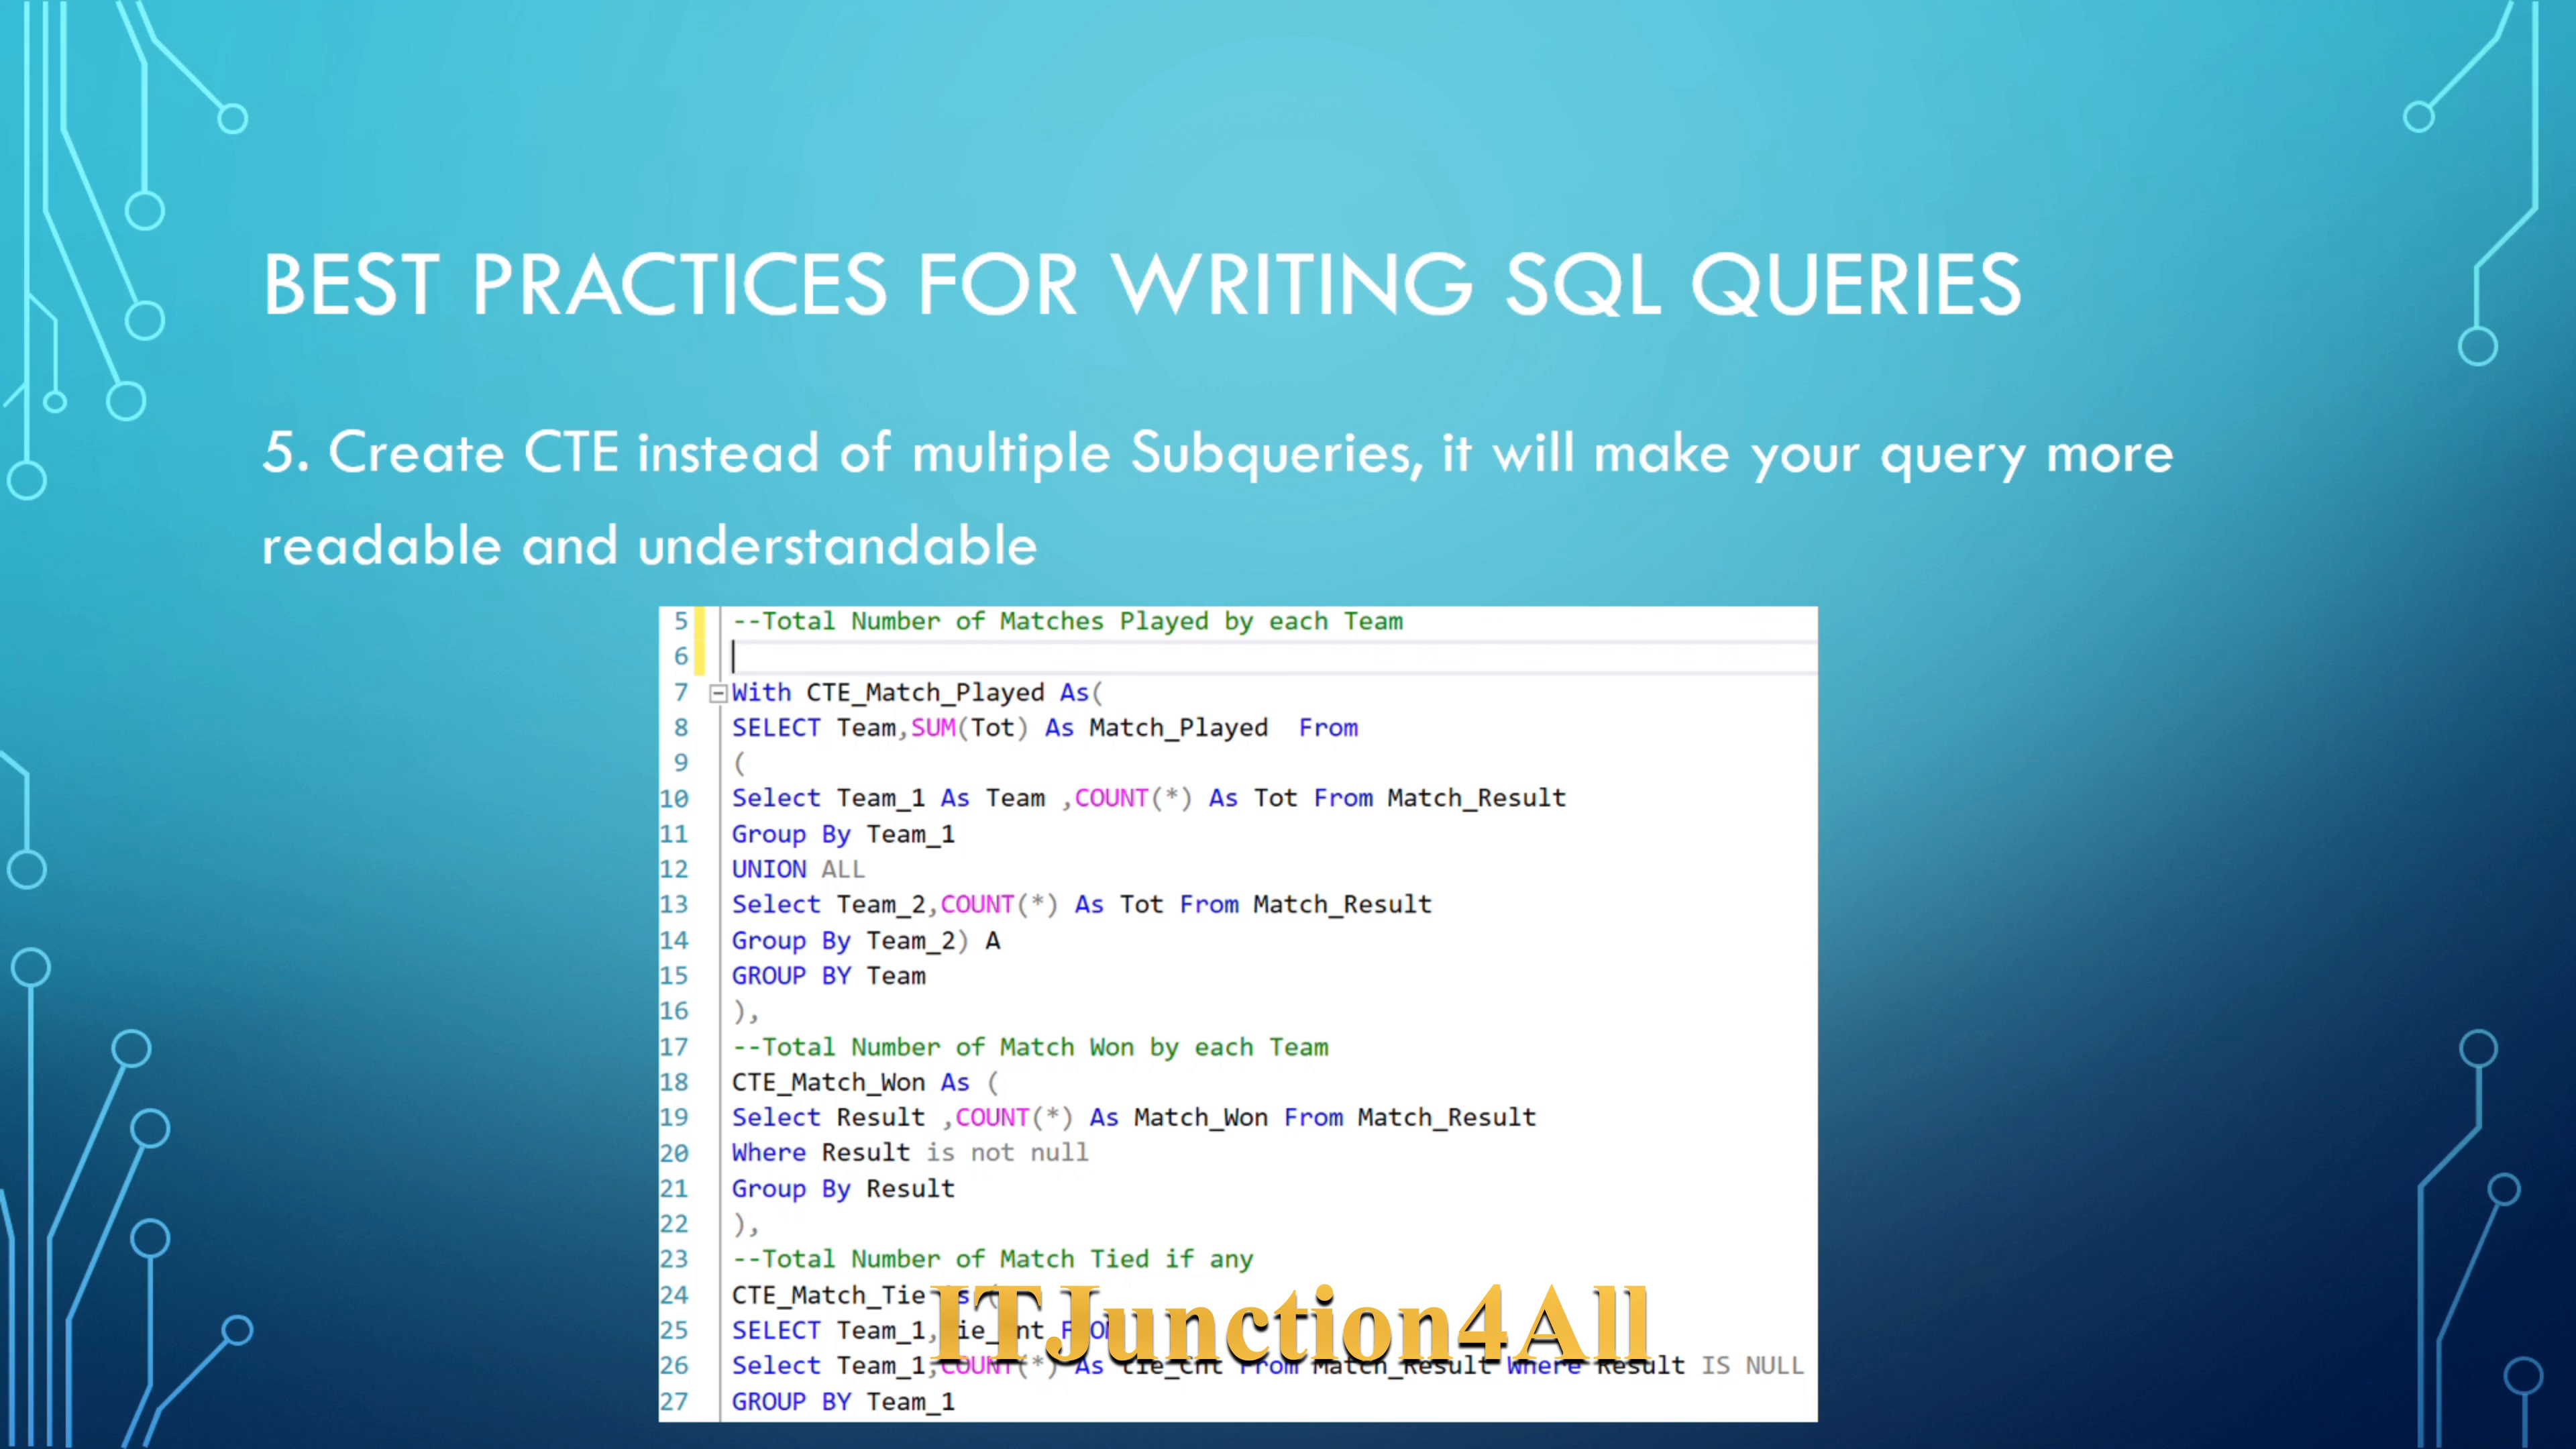 BEST PRACTICES FOR WRITING SQL QUERIES
5. Create CTE instead of multiple Subqueries, it will make your query more
readable and understandable
5 --Total Number of Matches Played by each Team
6
7 With CTE_Match_Played As(
8 SELECT Team,SUM(Tot) As Match_Played  From
9 (
10 Select Team_1 As Team ,COUNT(*) As Tot From Match_Result
11 Group By Team_1
12 UNION ALL
13 Select Team_2,COUNT(*) As Tot From Match_Result
14 Group By Team_2) A
15 GROUP BY Team
16 ),
17 --Total Number of Match Won by each Team
18 CTE_Match_Won As (
19 Select Result ,COUNT(*) As Match_Won From Match_Result
20 Where Result is not null
21 Group By Result
22 ),
23 --Total Number of Match Tied if any
24 CTE_Match_Tie (
25 SELECT Team_1,
26 Select Team_1,COUNT(*) As tie_Cnt From Match_Result Where Result IS NULL
27 GROUP BY Team_1
ITJunction4All